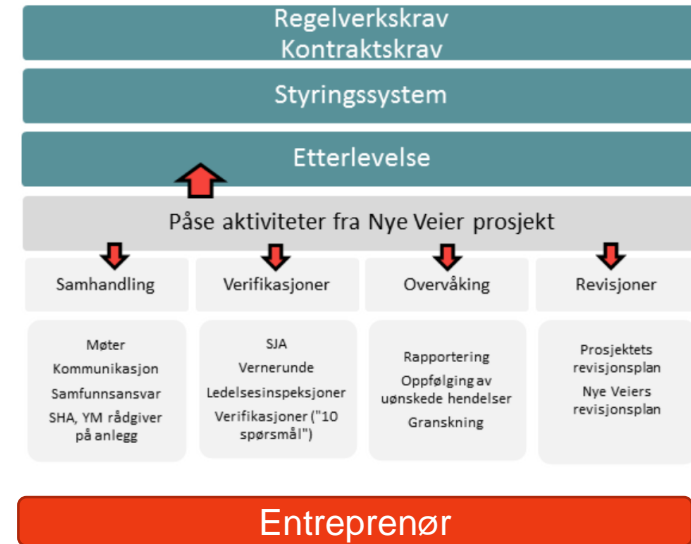 Regelverkskrav
Kontraktskrav
Styringssystem
Etterlevelse
Påse aktiviteter fra Nye Veier prosjekt
Samhandling
Verifikasjoner
Overvåking
Revisjoner
Møter
Kommunikasjon
Samfunnsansvar
SHA, YM rådgiver
på anlegg
SJA
Vernerunde
Ledelsesinspeksjoner
Verifikasjoner ("10
spørsmål")
Rapportering
Oppfølging av
uønskede hendelser
Granskning
Prosjektets
revisjonsplan
Nye Veiers
revisjonsplan
Entreprenør